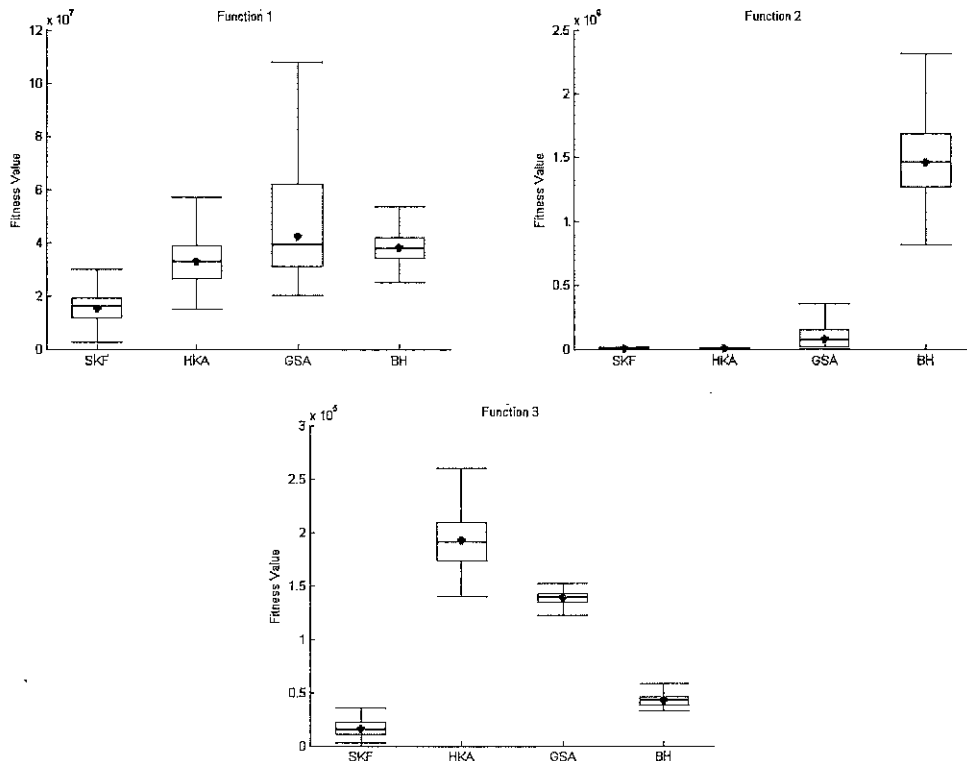 Function 1
x 10^7
12
10
8
6
4
2
0
Fitness Value
SKF
HKA
GSA
BH
Function 2
x 10^6
2.5
2
1.5
1
0.5
0
Fitness Value
SKF
HKA
GSA
BH
Function 3
x 10^5
3
2.5
2
1.5
1
0.5
0
Fitness Value
SKF
HKA
GSA
BH